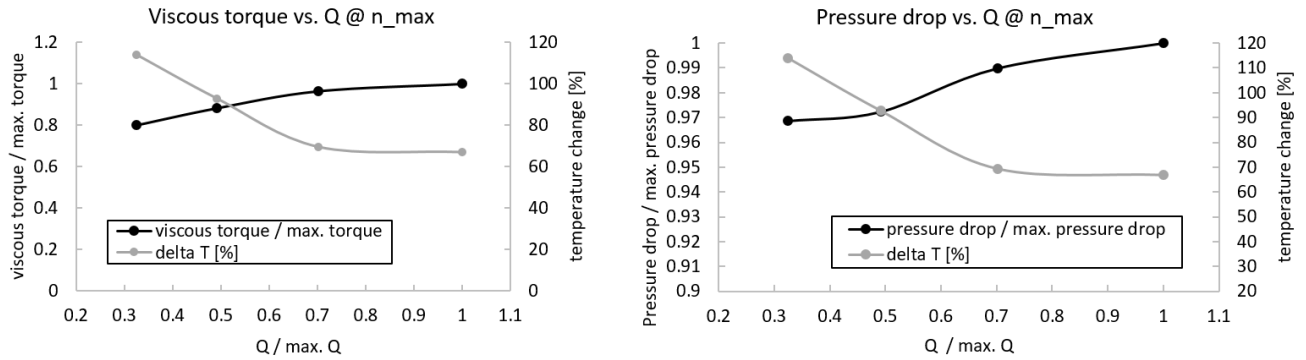 Viscous torque vs. Q @ n_max
viscous torque / max. torque
1.2
1
0.8
0.6
0.4
0.2
0
120
100
80
60
40
20
0
temperature change [%]
viscous torque / max. torque
delta T [%]
0.2 0.3 0.4 0.5 0.6 0.7 0.8 0.9 1 1.1
Q / max. Q
Pressure drop vs. Q @ n_max
Pressure drop / max. pressure drop
1
0.99
0.98
0.97
0.96
0.95
0.94
0.93
0.92
0.91
0.9
120
110
100
90
80
70
60
50
40
30
20
temperature change [%]
pressure drop / max. pressure drop
delta T [%]
0.2 0.3 0.4 0.5 0.6 0.7 0.8 0.9 1 1.1
Q / max. Q